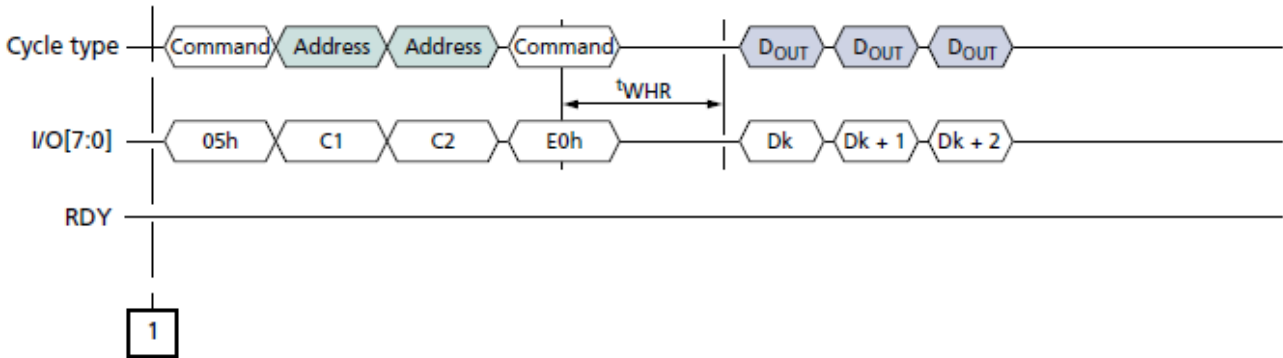 Cycle type Command Address Address Command DOUT DOUT DOUT
tWHR
I/O[7:0] 05h C1 C2 E0h Dk Dk + 1 Dk + 2
RDY
1